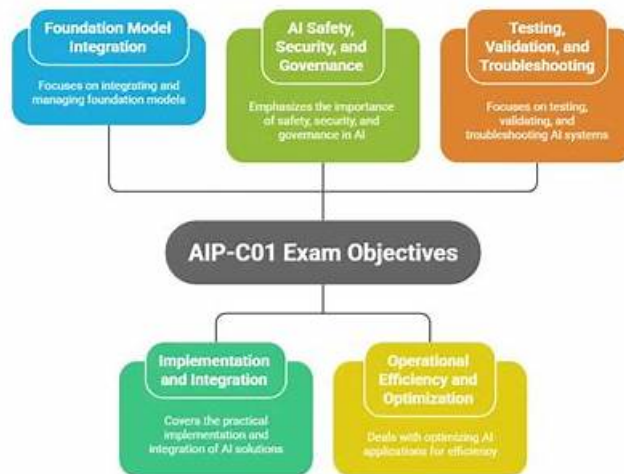 Foundation Model
Integration
Focuses on integrating and
managing foundation models
AI Safety,
Security, and
Governance
Emphasizes the importance
of safety, security, and
governance in AI
Testing,
Validation, and
Troubleshooting
Focuses on testing,
validating, and
troubleshooting AI systems
AIP-C01 Exam Objectives
Implementation
and Integration
Covers the practical
implementation and
integration of AI solutions
Operational
Efficiency and
Optimization
Deals with optimizing AI
applications for efficiency